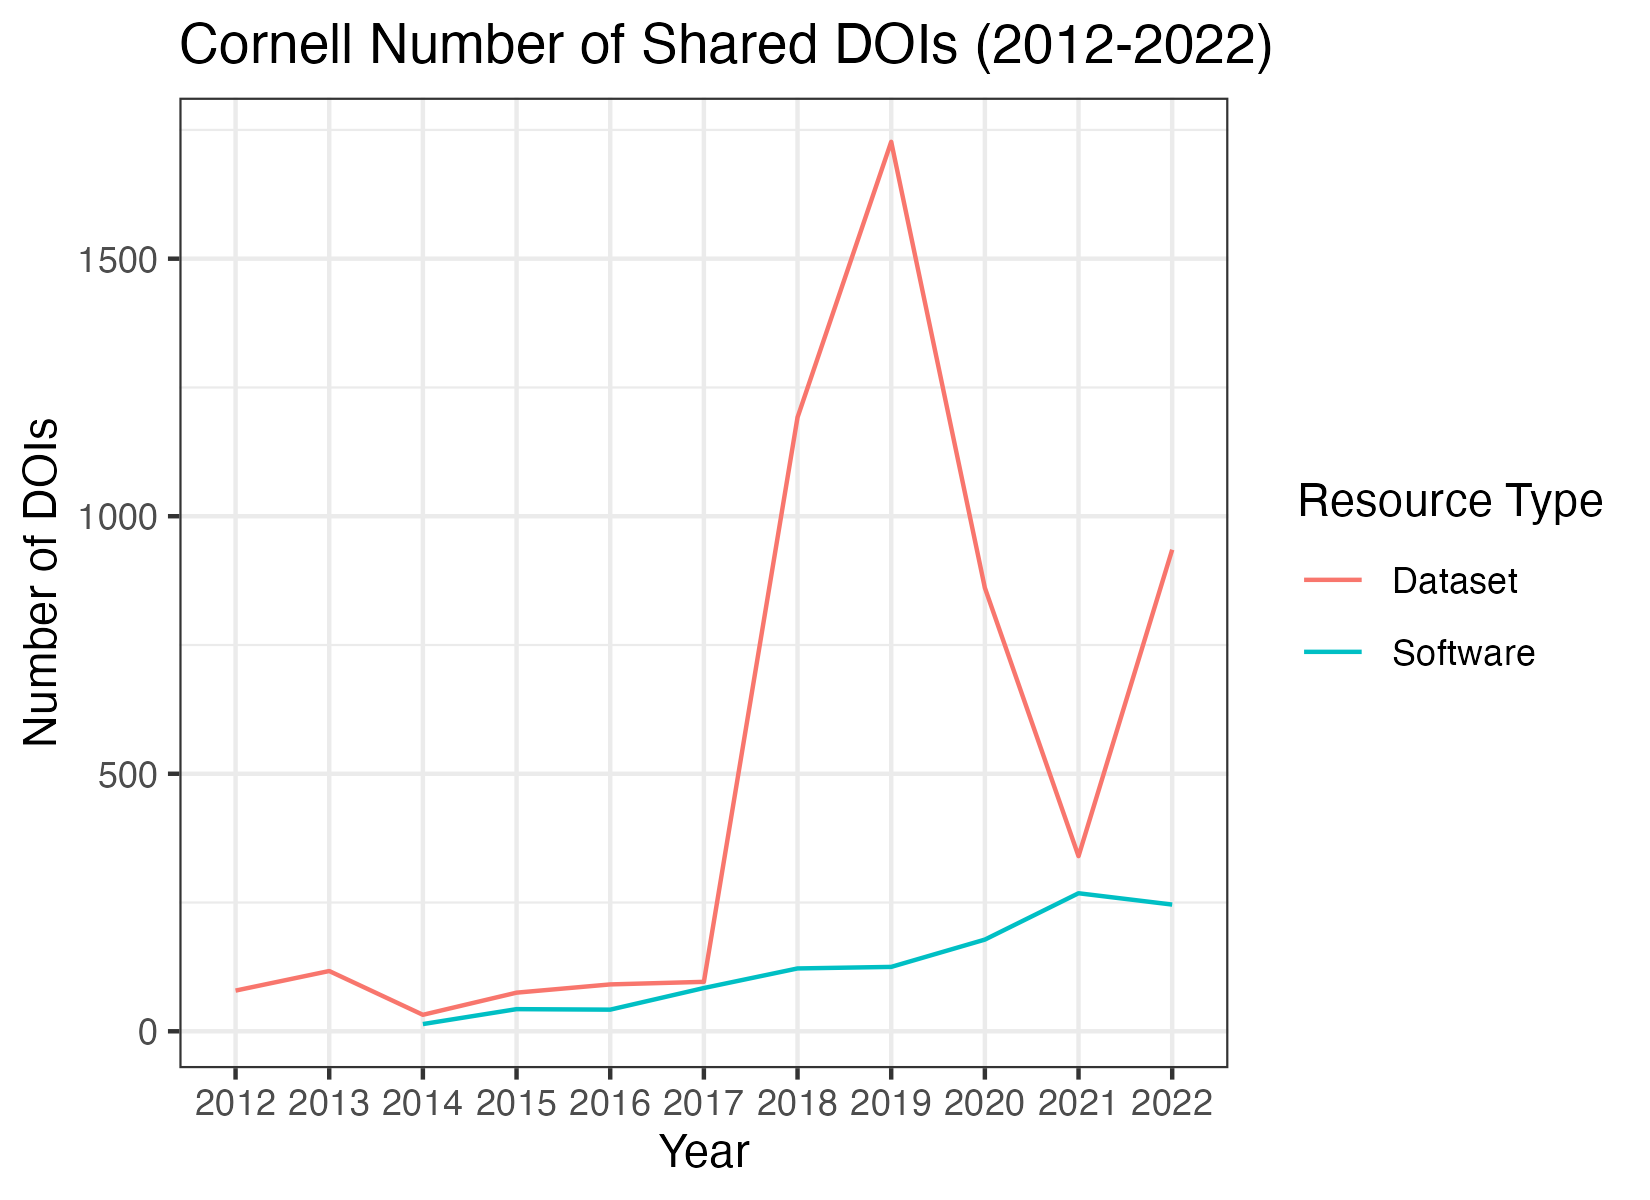 Cornell Number of Shared DOIs (2012-2022)
Number of DOIs
1500
1000
500
0
2012 2013 2014 2015 2016 2017 2018 2019 2020 2021 2022
Year
Resource Type
Dataset
Software